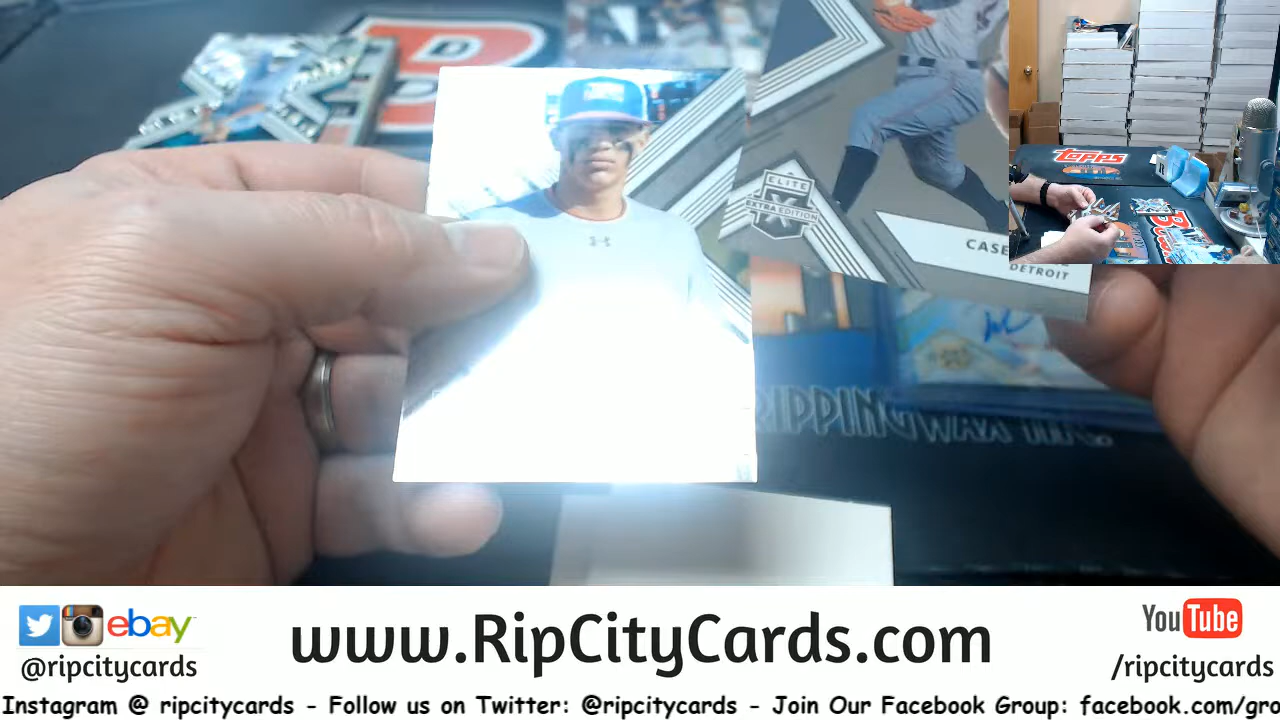 ELITE
EXTRA EDITION
CASE
DETROIT
topps
RIPPINGWAX
ebay
@ripcitycards
www.RipCityCards.com
YouTube
/ripcitycards
Instagram @ ripcitycards - Follow us on Twitter: @ripcitycards - Join Our Facebook Group: facebook.com/gro